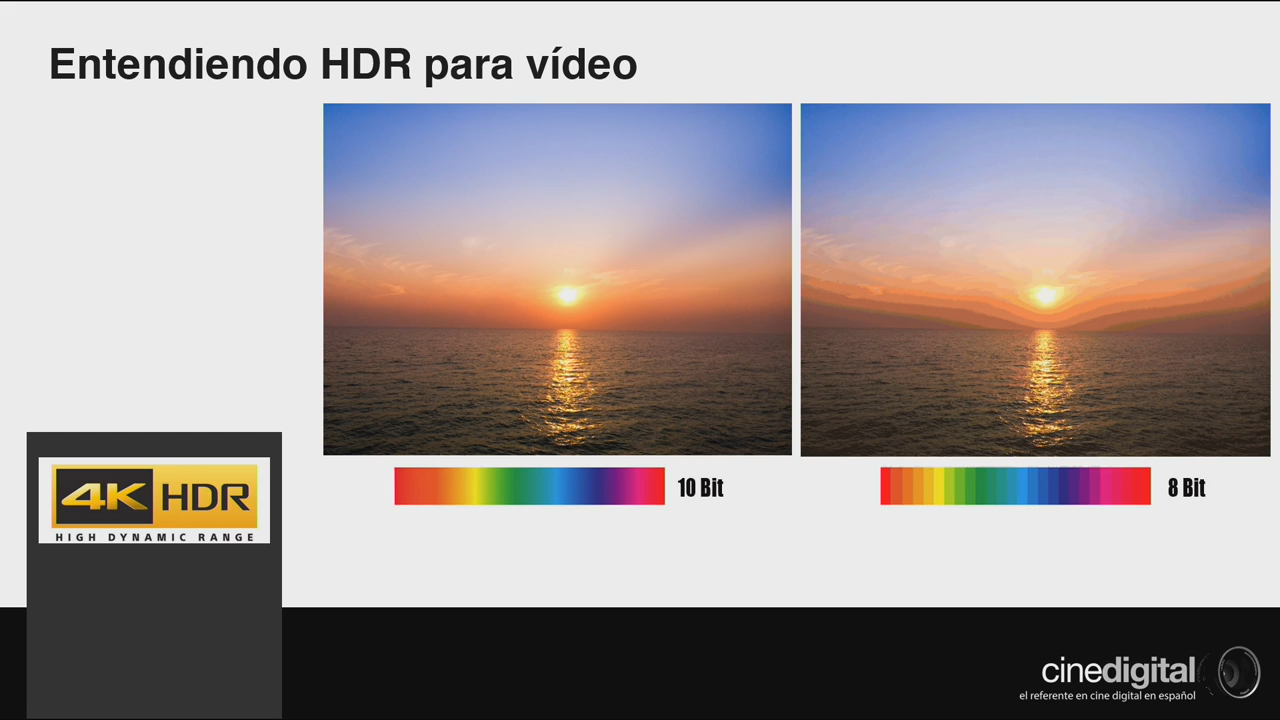 Entendiendo HDR para vídeo
10 Bit
8 Bit
4K HDR
HIGH DYNAMIC RANGE
cinedigital
el referente en cine digital en español